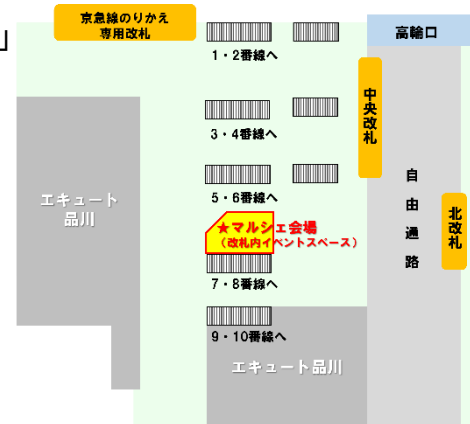 」
京急線のりかえ
専用改札
高輪口
1・2番線へ
中央改札
3・4番線へ
自由通路
エキュート
品川
5・6番線へ
北改札
★マルシェ会場
（改札内イベントスペース）
7・8番線へ
9・10番線へ
エキュート品川